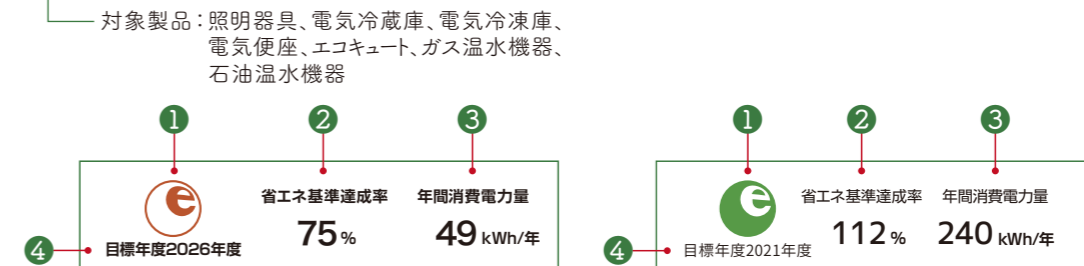 対象製品：照明器具、電気冷蔵庫、電気冷凍庫、
電気便座、エコキュート、ガス温水機器、
石油温水機器
1 2 3
e 省エネ基準達成率 年間消費電力量
75% 49 kWh/年
4 目標年度2026年度
1 2 3
e 省エネ基準達成率 年間消費電力量
112% 240 kWh/年
4 目標年度2021年度